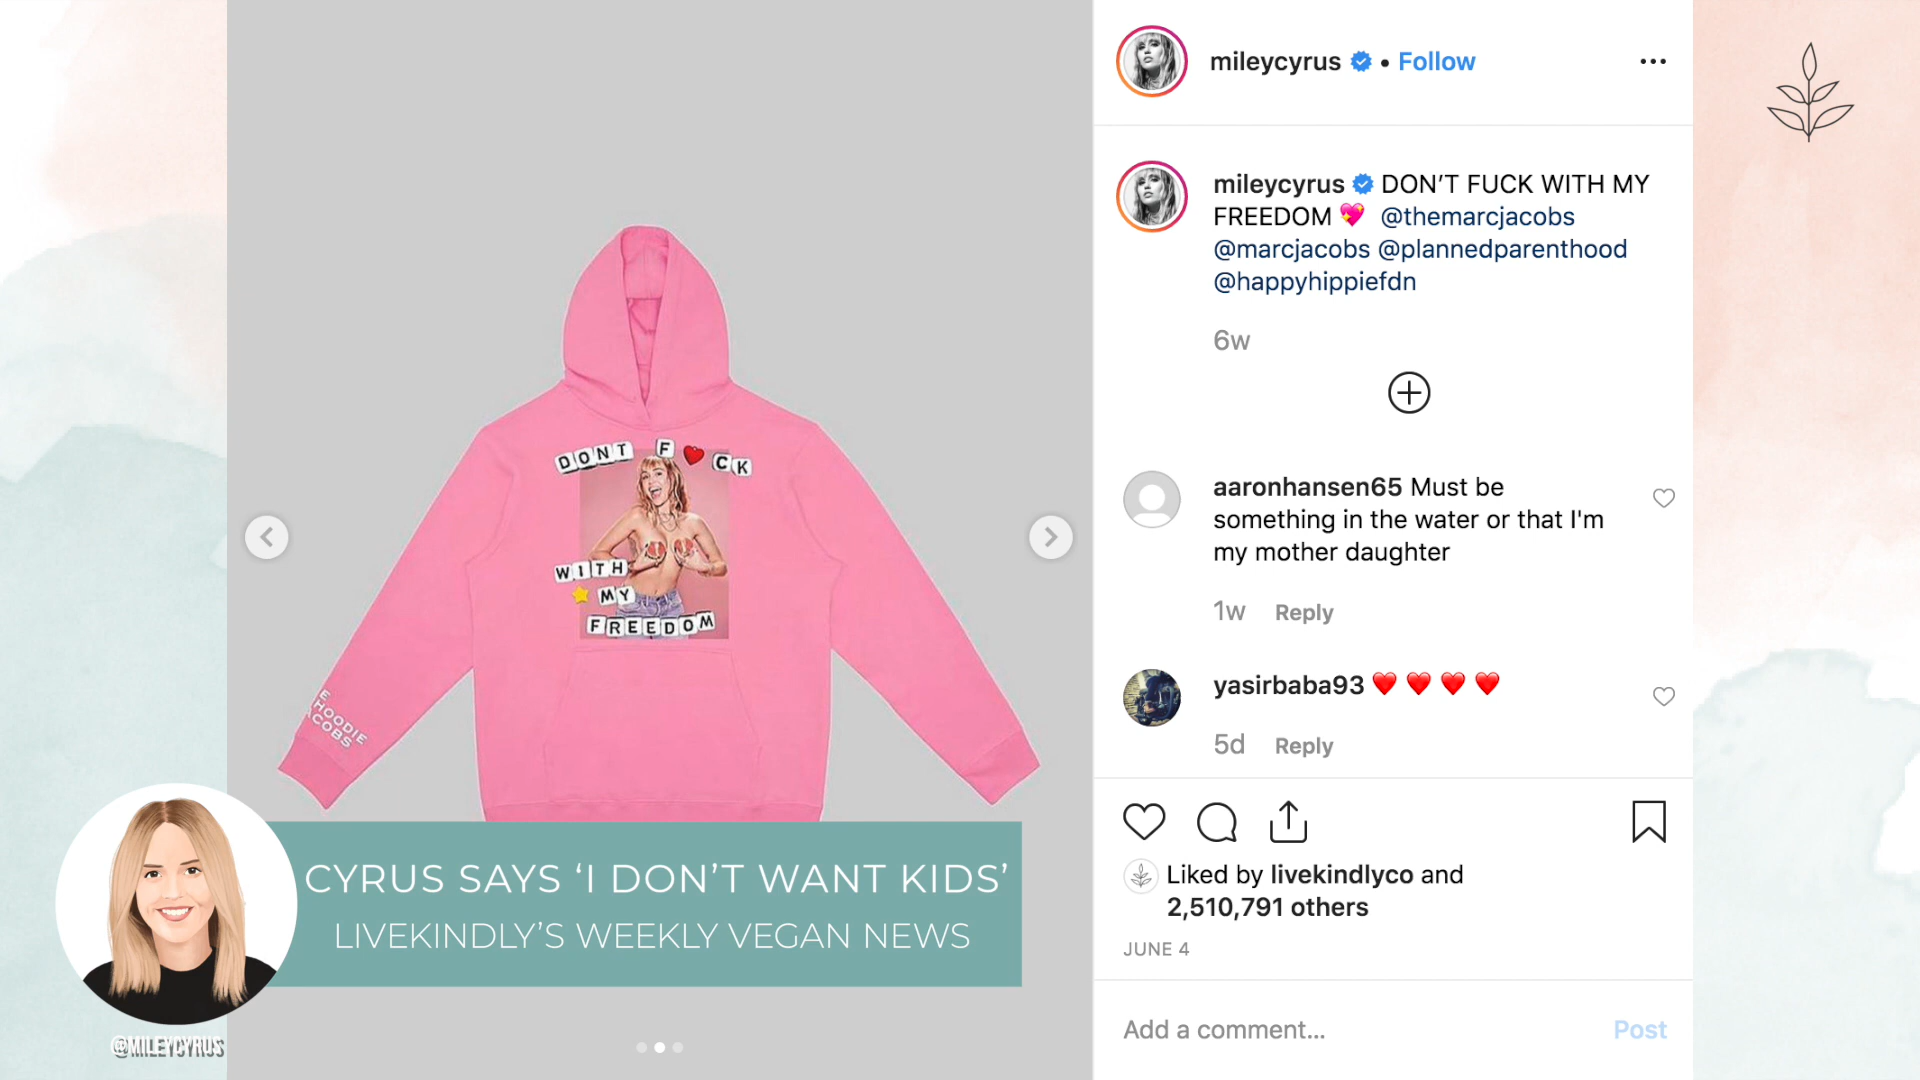 mileycyrus • Follow
mileycyrus DON'T FUCK WITH MY
FREEDOM 💖 @themarcjacobs
@marcjacobs @plannedparenthood
@happyhippiefdn
6w
aaronhansen65 Must be
something in the water or that I'm
my mother daughter
1w Reply
yasirbaba93 ❤️ ❤️ ❤️ ❤️
5d Reply
Liked by livekindlyco and
2,510,791 others
JUNE 4
Add a comment... Post
DONT F❤️CK
WITH
⭐ MY
FREEDOM
E
HOODIE
ACOBS
CYRUS SAYS ‘I DON’T WANT KIDS’
LIVEKINDLY’S WEEKLY VEGAN NEWS
@MILEYCYRUS